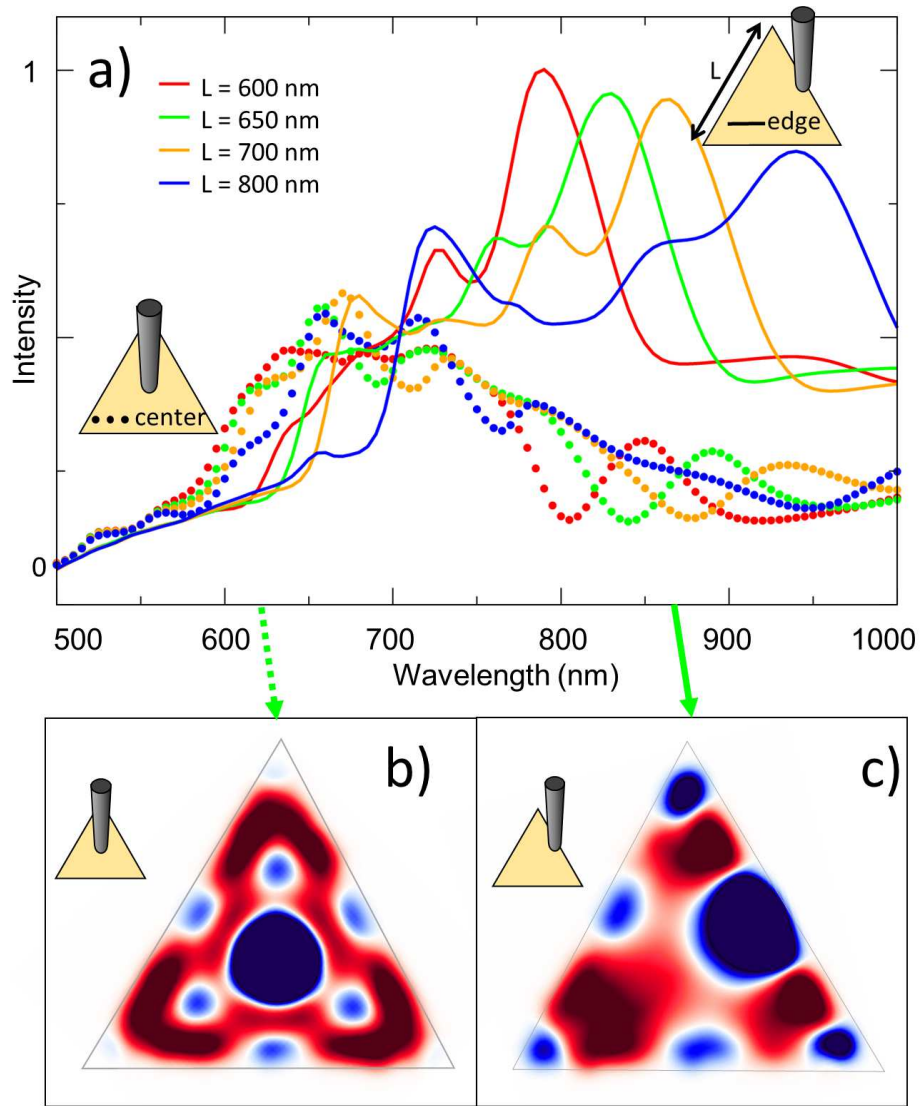 a)
1
L = 600 nm
L = 650 nm
L = 700 nm
L = 800 nm
L
edge
Intensity
center
0
500 600 700 800 900 1000
Wavelength (nm)
b)
c)